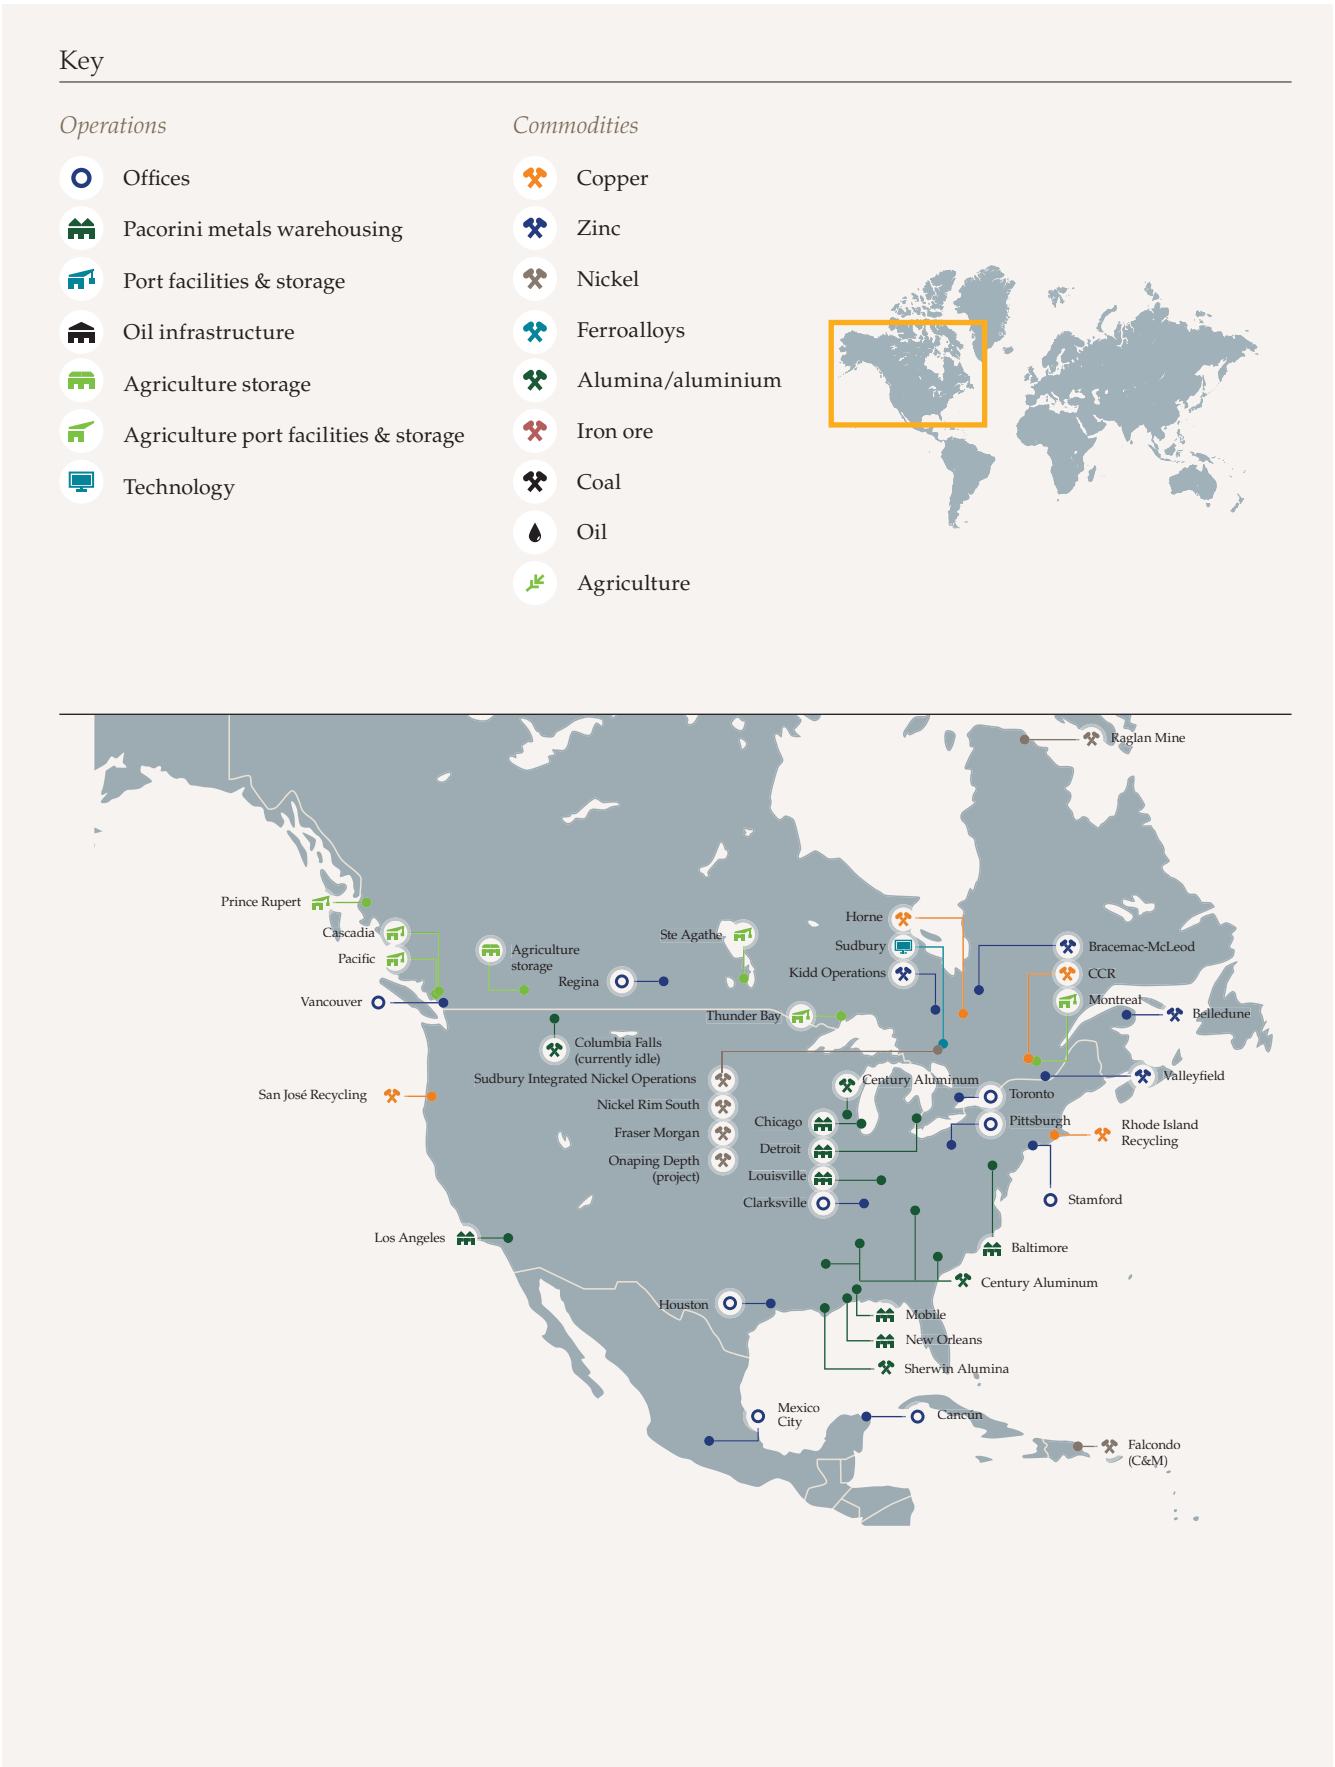 Key
Operations
Offices
Pacorini metals warehousing
Port facilities & storage
Oil infrastructure
Agriculture storage
Agriculture port facilities & storage
Technology
Commodities
Copper
Zinc
Nickel
Ferroalloys
Alumina/aluminium
Iron ore
Coal
Oil
Agriculture
Raglan Mine
Prince Rupert
Cascadia
Pacific
Vancouver
Agriculture
storage
Regina
Ste Agathe
Thunder Bay
Horne
Sudbury
Kidd Operations
Bracemac-McLeod
CCR
Montreal
Belledune
Valleyfield
Columbia Falls
(currently idle)
Sudbury Integrated Nickel Operations
Nickel Rim South
Fraser Morgan
Onaping Depth
(project)
San José Recycling
Century Aluminum
Chicago
Detroit
Louisville
Clarksville
Toronto
Pittsburgh
Rhode Island
Recycling
Stamford
Los Angeles
Baltimore
Century Aluminum
Houston
Mobile
New Orleans
Sherwin Alumina
Mexico
City
Cancún
Falcondo
(C&M)